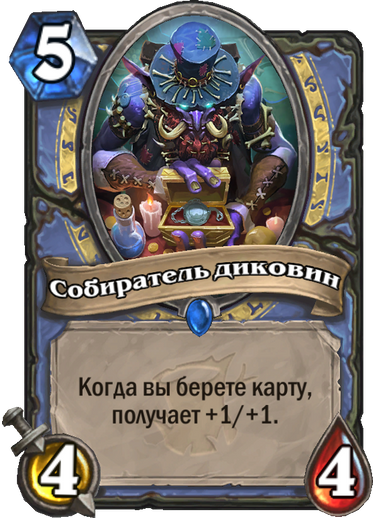 5
Собиратель диковин
Когда вы берете карту,
получает +1/+1.
4
4